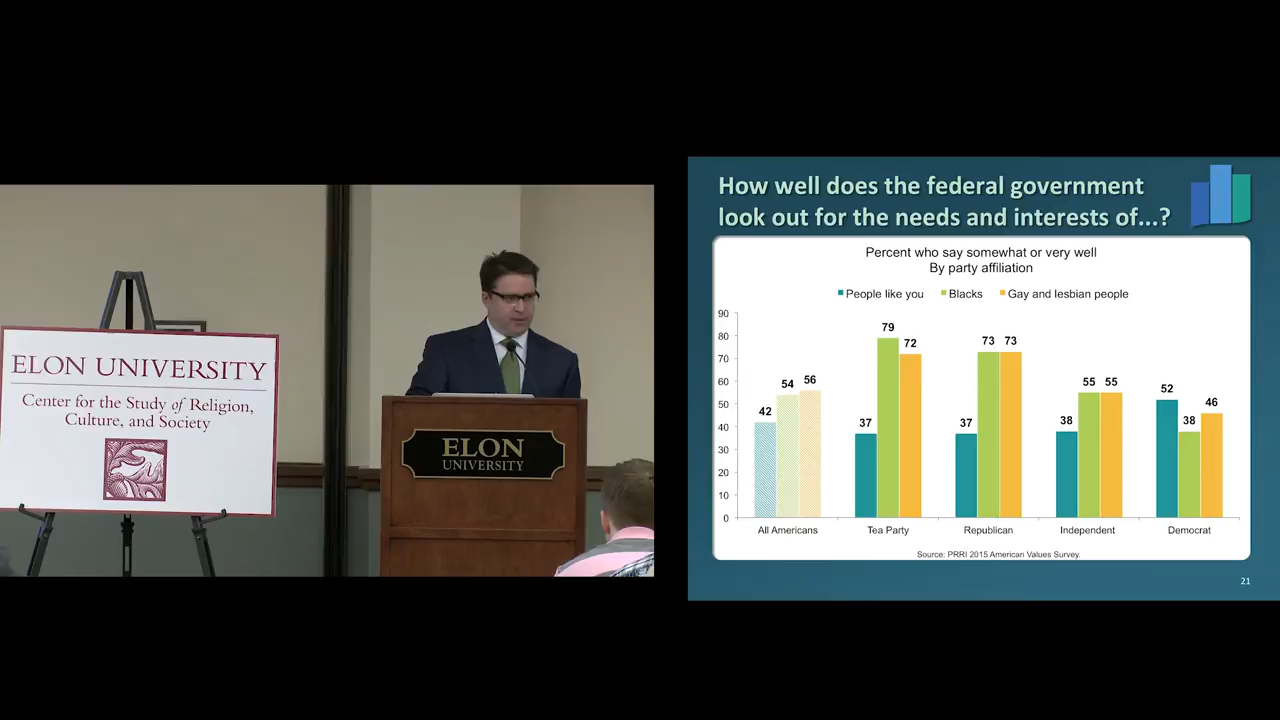 ELON UNIVERSITY
Center for the Study of Religion,
Culture, and Society
ELON
UNIVERSITY
How well does the federal government
look out for the needs and interests of...?
Percent who say somewhat or very well
By party affiliation
People like you Blacks Gay and lesbian people
90
80
70
60
50
40
30
20
10
0
42 54 56
37 79 72
37 73 73
38 55 55
52 38 46
All Americans Tea Party Republican Independent Democrat
Source: PRRI 2015 American Values Survey.
21